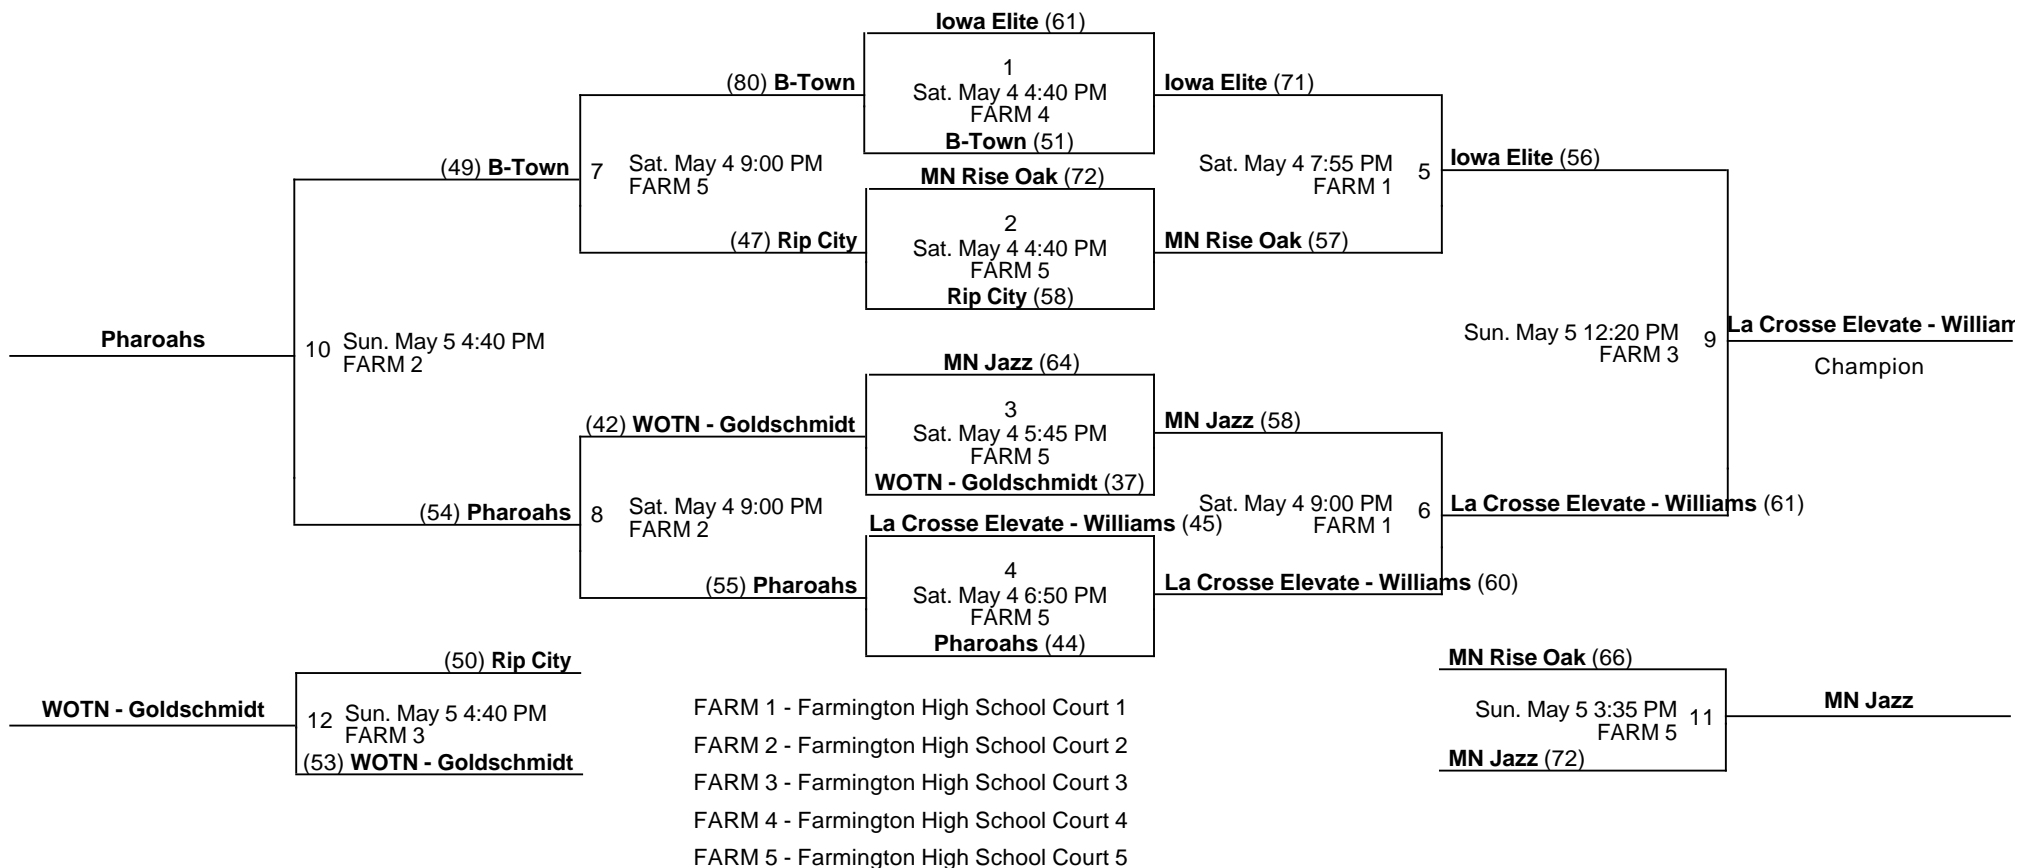 Iowa Elite (61)
(80) B-Town
1
Sat. May 4 4:40 PM
FARM 4
Iowa Elite (71)
B-Town (51)
(49) B-Town
7
Sat. May 4 9:00 PM
FARM 5
MN Rise Oak (72)
Sat. May 4 7:55 PM
FARM 1
5
Iowa Elite (56)
(47) Rip City
2
Sat. May 4 4:40 PM
FARM 5
MN Rise Oak (57)
Rip City (58)
Pharoahs
10
Sun. May 5 4:40 PM
FARM 2
Sun. May 5 12:20 PM
FARM 3
9
La Crosse Elevate - William
Champion
MN Jazz (64)
(42) WOTN - Goldschmidt
3
Sat. May 4 5:45 PM
FARM 5
MN Jazz (58)
WOTN - Goldschmidt (37)
(54) Pharoahs
8
Sat. May 4 9:00 PM
FARM 2
La Crosse Elevate - Williams (45)
Sat. May 4 9:00 PM
FARM 1
6
La Crosse Elevate - Williams (61)
(55) Pharoahs
4
Sat. May 4 6:50 PM
FARM 5
La Crosse Elevate - Williams (60)
Pharoahs (44)
(50) Rip City
WOTN - Goldschmidt
12
Sun. May 5 4:40 PM
FARM 3
(53) WOTN - Goldschmidt
MN Rise Oak (66)
Sun. May 5 3:35 PM
FARM 5
11
MN Jazz
MN Jazz (72)
FARM 1 - Farmington High School Court 1
FARM 2 - Farmington High School Court 2
FARM 3 - Farmington High School Court 3
FARM 4 - Farmington High School Court 4
FARM 5 - Farmington High School Court 5